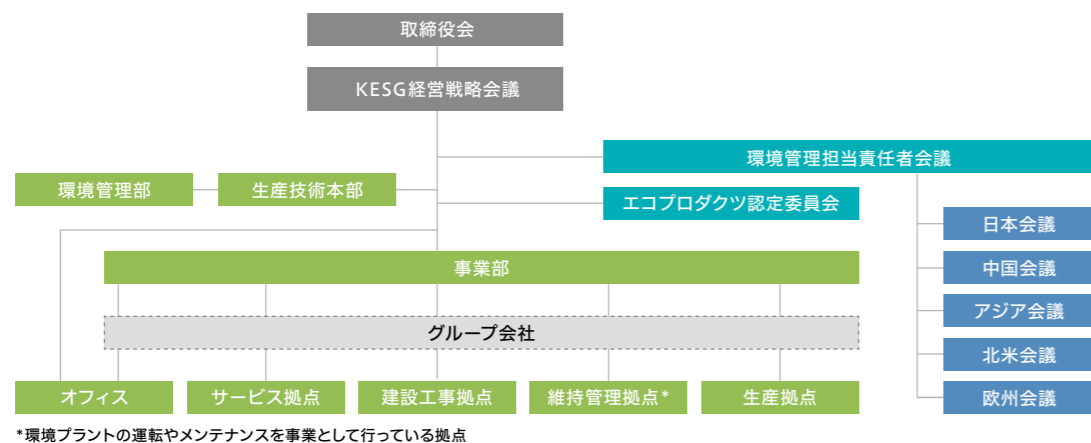 取締役会
KESG経営戦略会議
環境管理担当責任者会議
環境管理部
生産技術本部
エコプロダクツ認定委員会
日本会議
中国会議
アジア会議
北米会議
欧州会議
事業部
グループ会社
オフィス
サービス拠点
建設工事拠点
維持管理拠点*
生産拠点
*環境プラントの運転やメンテナンスを事業として行っている拠点